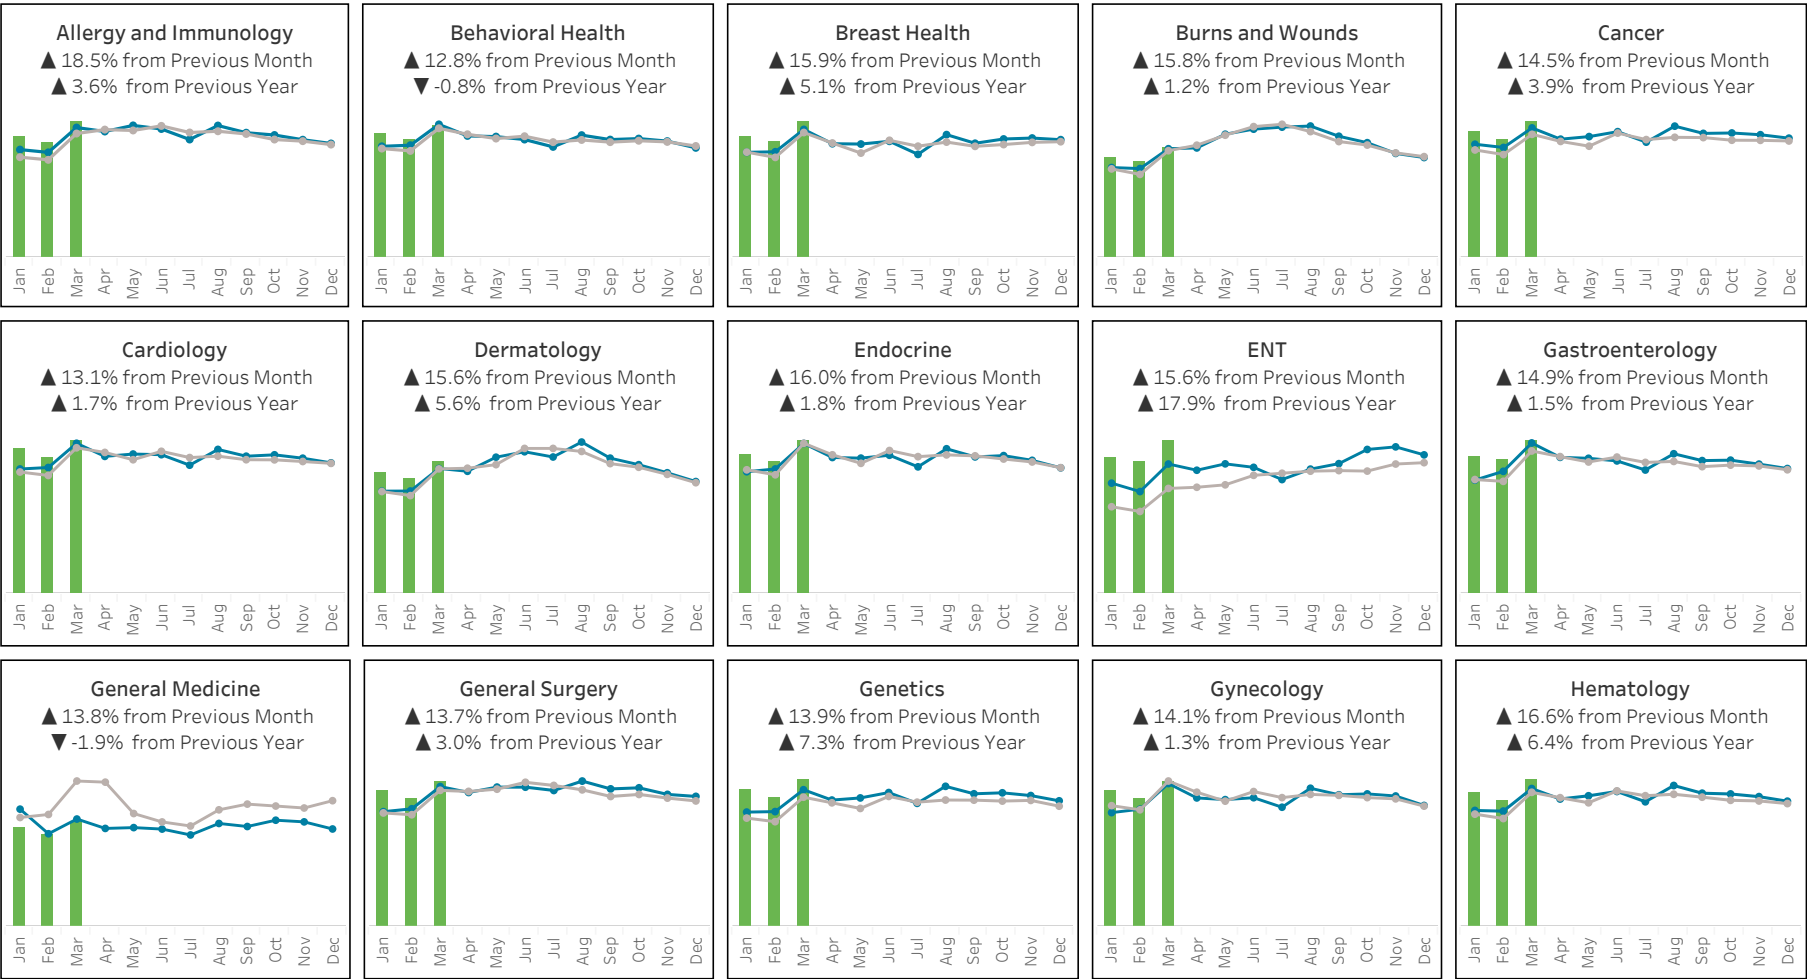 Allergy and Immunology
▲ 18.5% from Previous Month
▲ 3.6% from Previous Year
Jan Feb Mar Apr May Jun Jul Aug Sep Oct Nov Dec
Behavioral Health
▲ 12.8% from Previous Month
▼ -0.8% from Previous Year
Jan Feb Mar Apr May Jun Jul Aug Sep Oct Nov Dec
Breast Health
▲ 15.9% from Previous Month
▲ 5.1% from Previous Year
Jan Feb Mar Apr May Jun Jul Aug Sep Oct Nov Dec
Burns and Wounds
▲ 15.8% from Previous Month
▲ 1.2% from Previous Year
Jan Feb Mar Apr May Jun Jul Aug Sep Oct Nov Dec
Cancer
▲ 14.5% from Previous Month
▲ 3.9% from Previous Year
Jan Feb Mar Apr May Jun Jul Aug Sep Oct Nov Dec
Cardiology
▲ 13.1% from Previous Month
▲ 1.7% from Previous Year
Jan Feb Mar Apr May Jun Jul Aug Sep Oct Nov Dec
Dermatology
▲ 15.6% from Previous Month
▲ 5.6% from Previous Year
Jan Feb Mar Apr May Jun Jul Aug Sep Oct Nov Dec
Endocrine
▲ 16.0% from Previous Month
▲ 1.8% from Previous Year
Jan Feb Mar Apr May Jun Jul Aug Sep Oct Nov Dec
ENT
▲ 15.6% from Previous Month
▲ 17.9% from Previous Year
Jan Feb Mar Apr May Jun Jul Aug Sep Oct Nov Dec
Gastroenterology
▲ 14.9% from Previous Month
▲ 1.5% from Previous Year
Jan Feb Mar Apr May Jun Jul Aug Sep Oct Nov Dec
General Medicine
▲ 13.8% from Previous Month
▼ -1.9% from Previous Year
Jan Feb Mar Apr May Jun Jul Aug Sep Oct Nov Dec
General Surgery
▲ 13.7% from Previous Month
▲ 3.0% from Previous Year
Jan Feb Mar Apr May Jun Jul Aug Sep Oct Nov Dec
Genetics
▲ 13.9% from Previous Month
▲ 7.3% from Previous Year
Jan Feb Mar Apr May Jun Jul Aug Sep Oct Nov Dec
Gynecology
▲ 14.1% from Previous Month
▲ 1.3% from Previous Year
Jan Feb Mar Apr May Jun Jul Aug Sep Oct Nov Dec
Hematology
▲ 16.6% from Previous Month
▲ 6.4% from Previous Year
Jan Feb Mar Apr May Jun Jul Aug Sep Oct Nov Dec